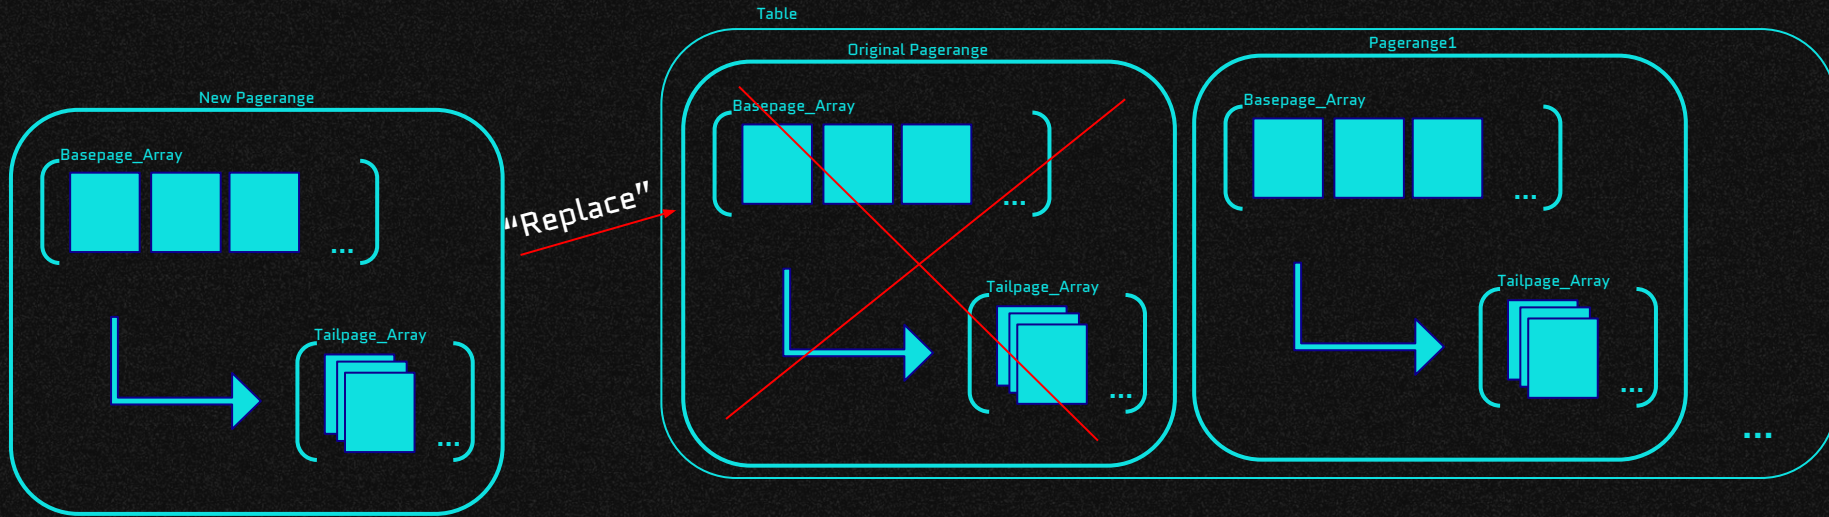 Table
Original Pagerange
Pagerange1
New Pagerange
Basepage_Array
...
Tailpage_Array
...
"Replace"
Basepage_Array
...
Tailpage_Array
...
Basepage_Array
...
Tailpage_Array
...
...